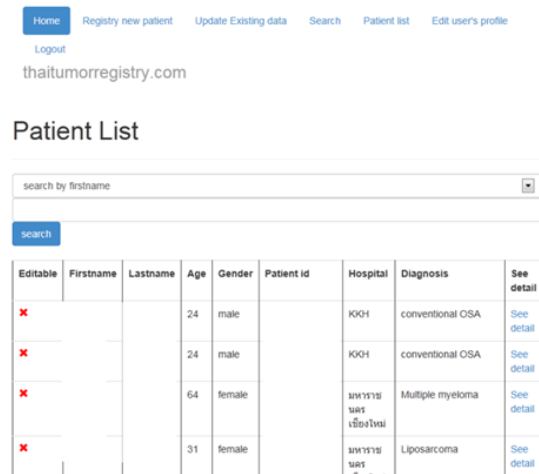 Home Registry new patient Update Existing data Search Patient list Edit user's profile
Logout
thaitumorregistry.com
Patient List
search by firstname
search
Editable Firstname Lastname Age Gender Patient id Hospital Diagnosis See detail
24 male KKH conventional OSA See detail
24 male KKH conventional OSA See detail
64 female มหาราช นคร เชียงใหม่ Multiple myeloma See detail
31 female มหาราช นคร Liposarcoma See detail